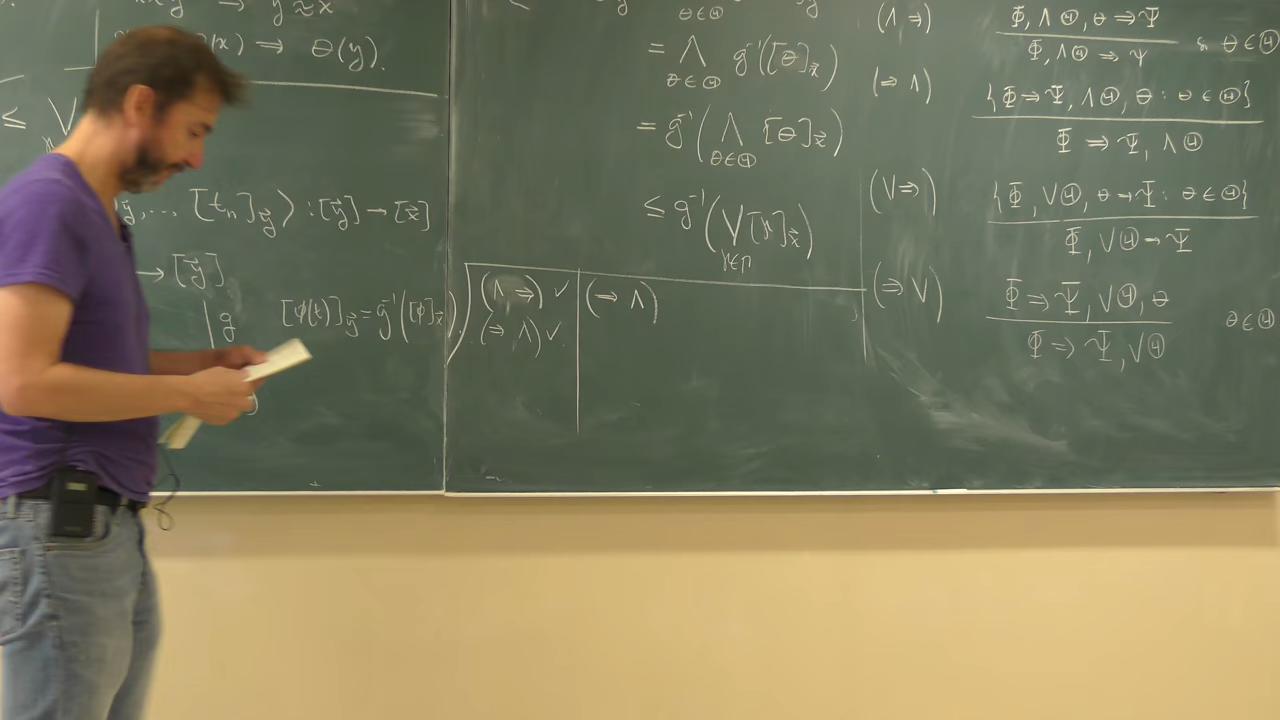 ⇒ y ≈ x
(x) ⇒ Θ(y).
≤ ⋁
y, ..., [t_n]_y⃗⟩ : [y⃗] → [x⃗]
→ [y⃗]
g [φ(t)]_y⃗ = g⁻¹([φ]_x⃗),
θ∈Θ
= ⋀_{θ∈Θ} g⁻¹([θ]_x⃗)
= g⁻¹(⋀_{θ∈Θ} [θ]_x⃗)
≤ g⁻¹(⋁_{γ∈Γ} [γ]_x⃗)
(⋀ ⇒) ✓ (⇒ ⋀)
(⇒ ⋀) ✓
(⋀ ⇒) Φ, ⋀Θ, θ ⇒ Ψ
Φ, ⋀Θ ⇒ Ψ θ ∈ Θ
(⇒ ⋀) {Φ ⇒ Ψ, ⋀Θ, θ : θ ∈ Θ}
Φ ⇒ Ψ, ⋀Θ
(⋁ ⇒) {Φ, ⋁Θ, θ ⇒ Ψ : θ ∈ Θ}
Φ, ⋁Θ ⇒ Ψ
(⇒ ⋁) Φ ⇒ Ψ, ⋁Θ, θ θ ∈ Θ
Φ ⇒ Ψ, ⋁Θ